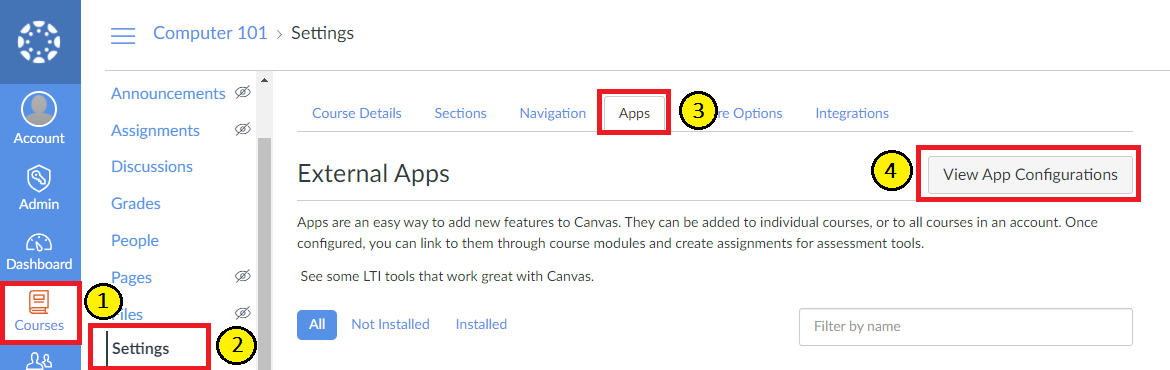 Computer 101 > Settings
Account
Admin
Dashboard
Courses
1
Announcements
Assignments
Discussions
Grades
People
Pages
Files
Settings
2
Course Details
Sections
Navigation
Apps
3
Options
Integrations
External Apps
4
View App Configurations
Apps are an easy way to add new features to Canvas. They can be added to individual courses, or to all courses in an account. Once
configured, you can link to them through course modules and create assignments for assessment tools.
See some LTI tools that work great with Canvas.
All
Not Installed
Installed
Filter by name